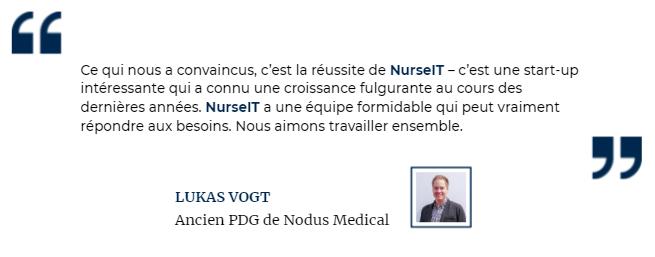 Ce qui nous a convaincus, c’est la réussite de NurseIT – c’est une start-up
intéressante qui a connu une croissance fulgurante au cours des
dernières années. NurseIT a une équipe formidable qui peut vraiment
répondre aux besoins. Nous aimons travailler ensemble.
LUKAS VOGT
Ancien PDG de Nodus Medical